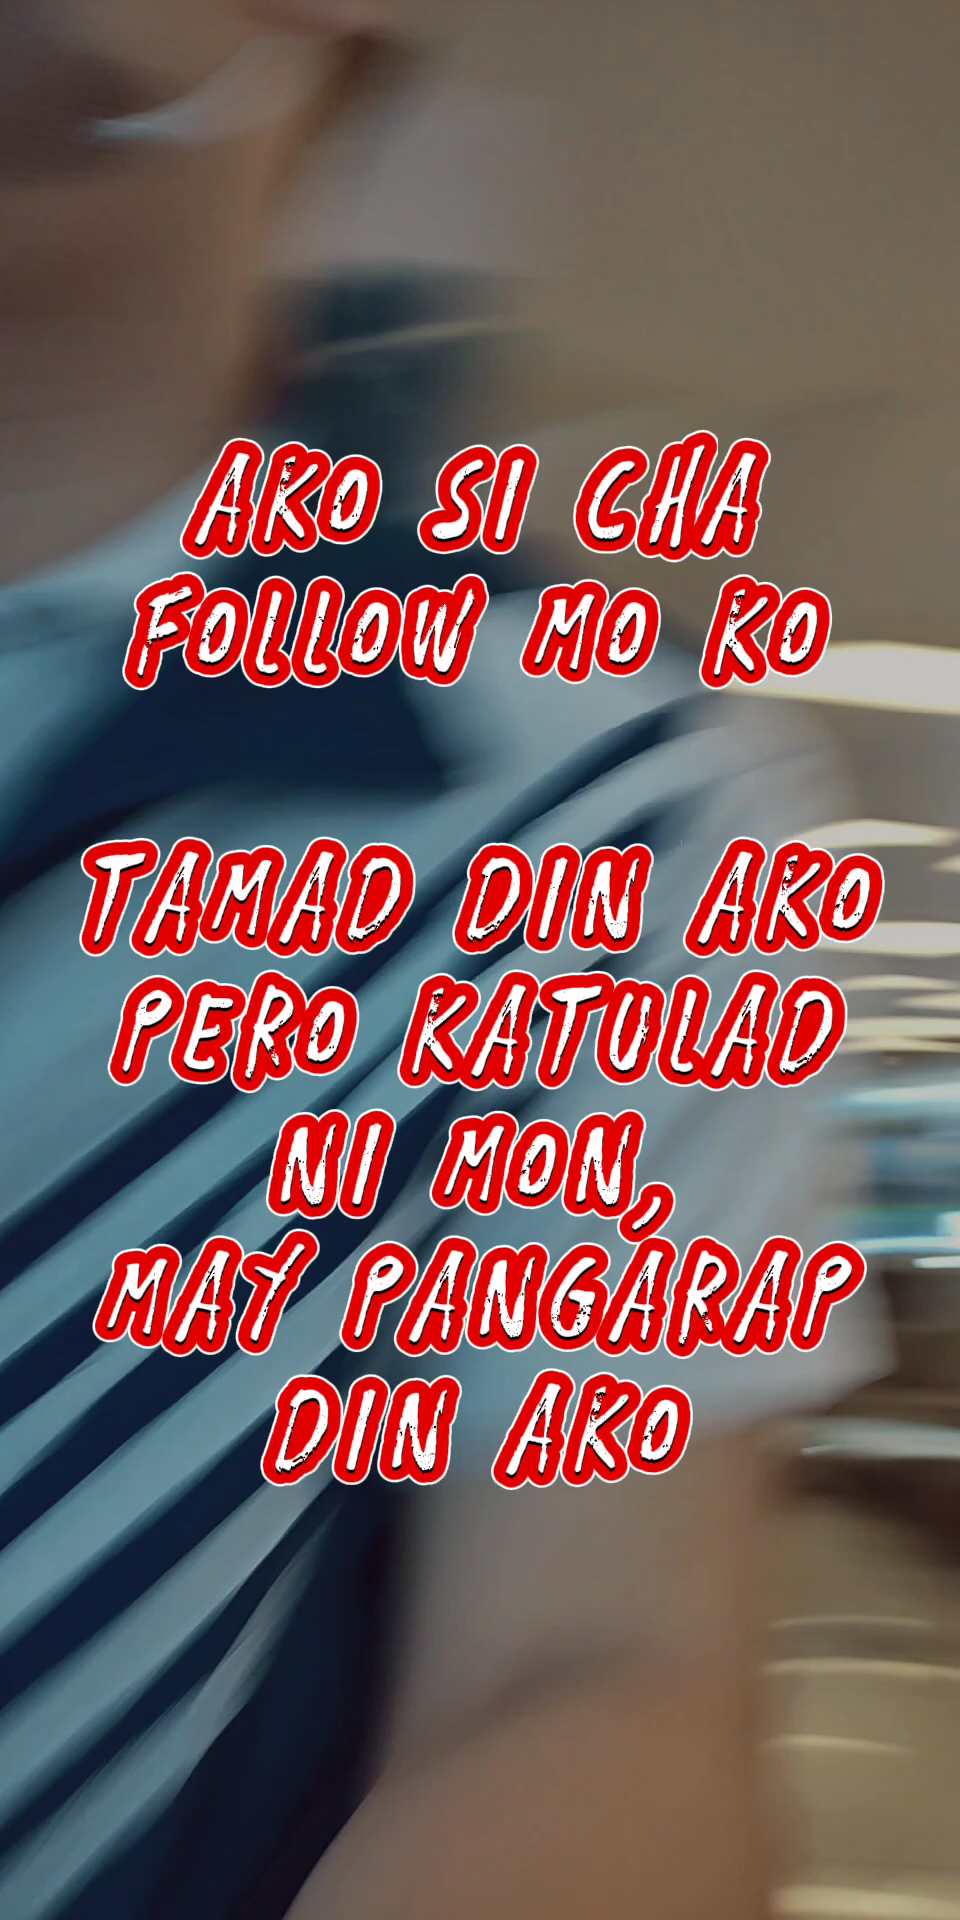 AKO SI CHA
FOLLOW MO KO
TAMAD DIN AKO
PERO KATULAD
NI MON,
MAY PANGARAP
DIN AKO